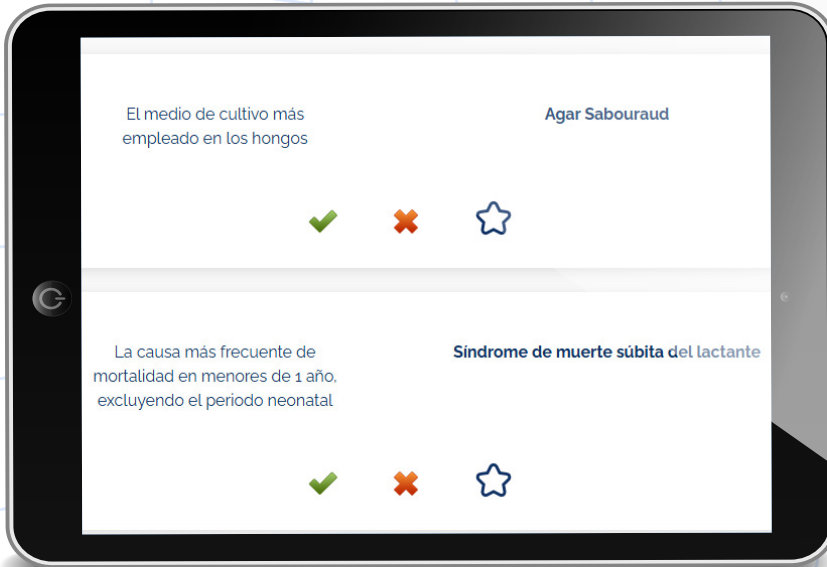 El medio de cultivo más
empleado en los hongos
Agar Sabouraud
La causa más frecuente de
mortalidad en menores de 1 año,
excluyendo el periodo neonatal
Síndrome de muerte súbita del lactante